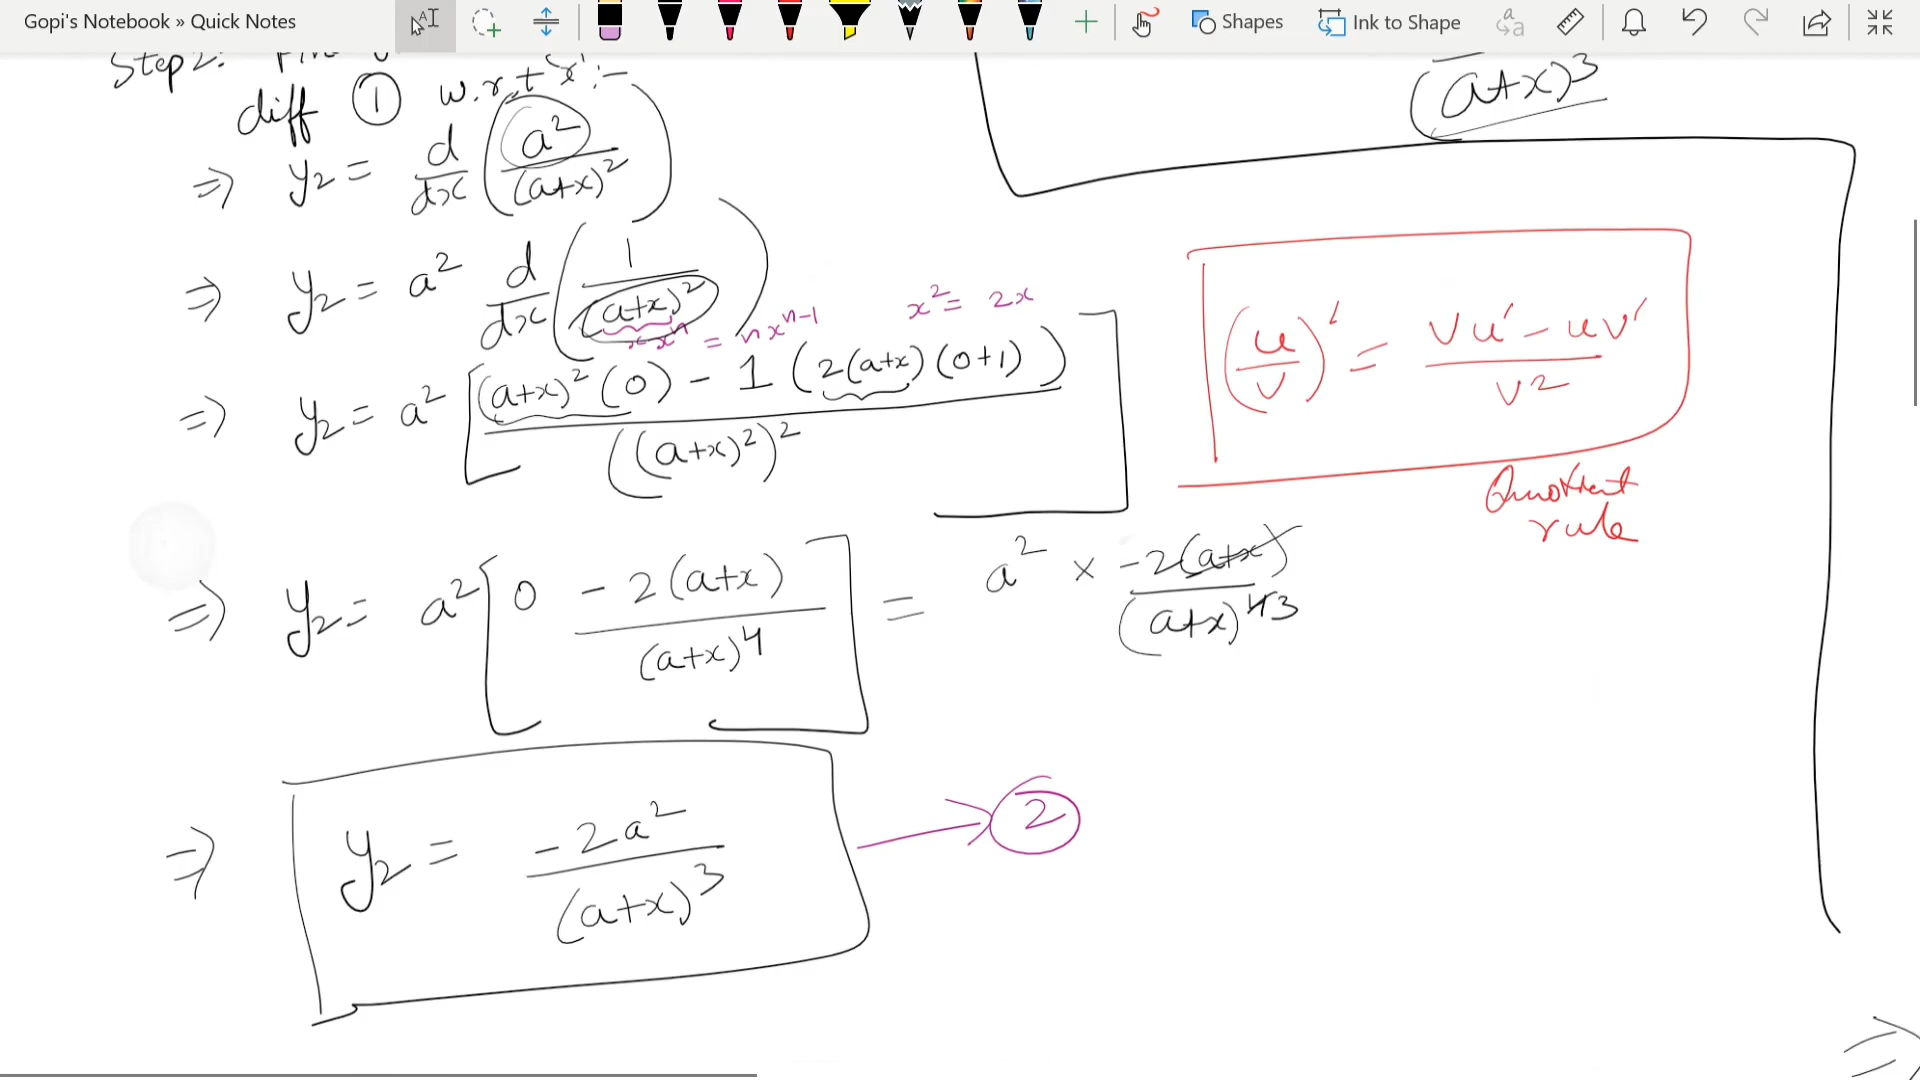 Gopi's Notebook » Quick Notes
Shapes
Ink to Shape
Step 2:
diff ① w.r.t 'x' :-
⇒ y₂ = d/dx (a²/(a+x)²)
⇒ y₂ = a² d/dx (1/(a+x)²)
xⁿ = nxⁿ⁻¹
x² = 2x
⇒ y₂ = a² [((a+x)²(0) - 1(2(a+x)(0+1)))/((a+x)²)²]
⇒ y₂ = a² [0 - 2(a+x)/(a+x)⁴] = a² × -2(a+x)/(a+x)⁴ ³
⇒ y₂ = -2a²/(a+x)³ → ②
(a+x)³
(u/v)' = (vu' - uv')/v²
Quotient
rule
⇒